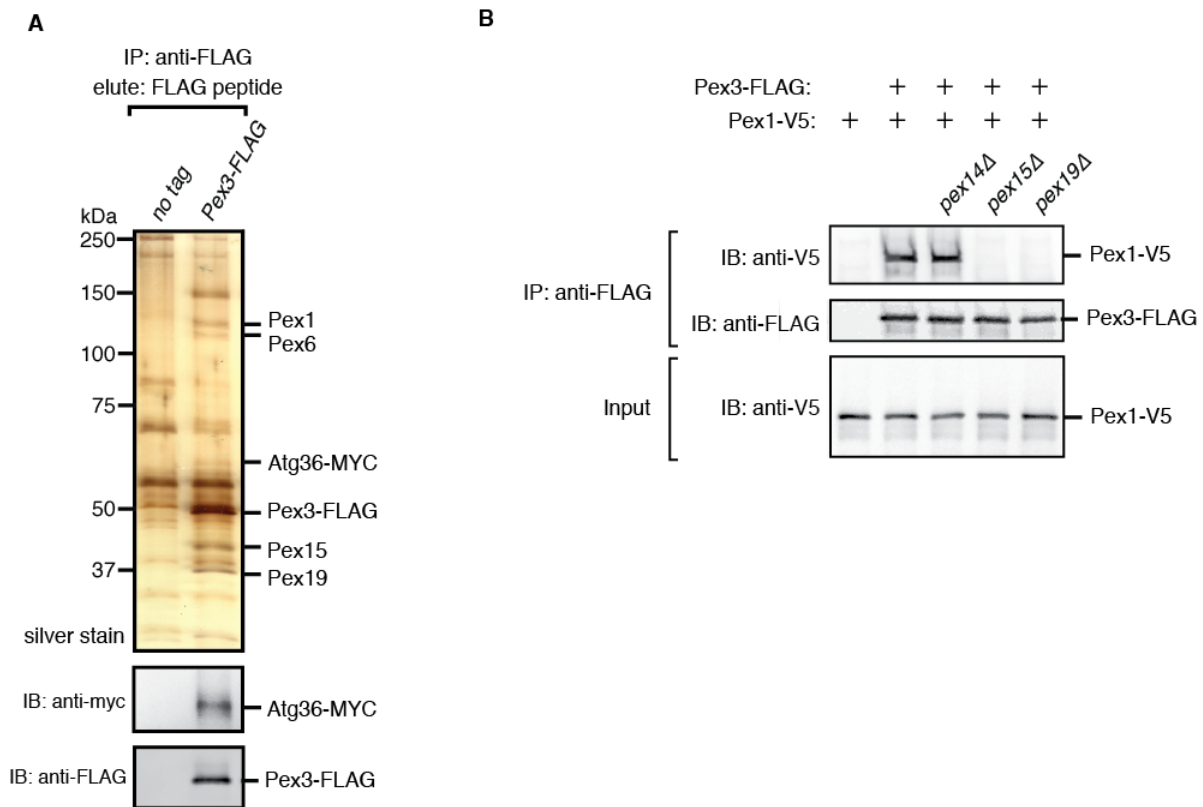 A
IP: anti-FLAG
elute: FLAG peptide
no tag
Pex3-FLAG
kDa
250
150
Pex1
Pex6
100
75
Atg36-MYC
50
Pex3-FLAG
Pex15
37
Pex19
silver stain
IB: anti-myc
Atg36-MYC
IB: anti-FLAG
Pex3-FLAG
B
Pex3-FLAG: + + + +
Pex1-V5: + + + + +
pex14Δ pex15Δ pex19Δ
IP: anti-FLAG
IB: anti-V5
Pex1-V5
IB: anti-FLAG
Pex3-FLAG
Input
IB: anti-V5
Pex1-V5